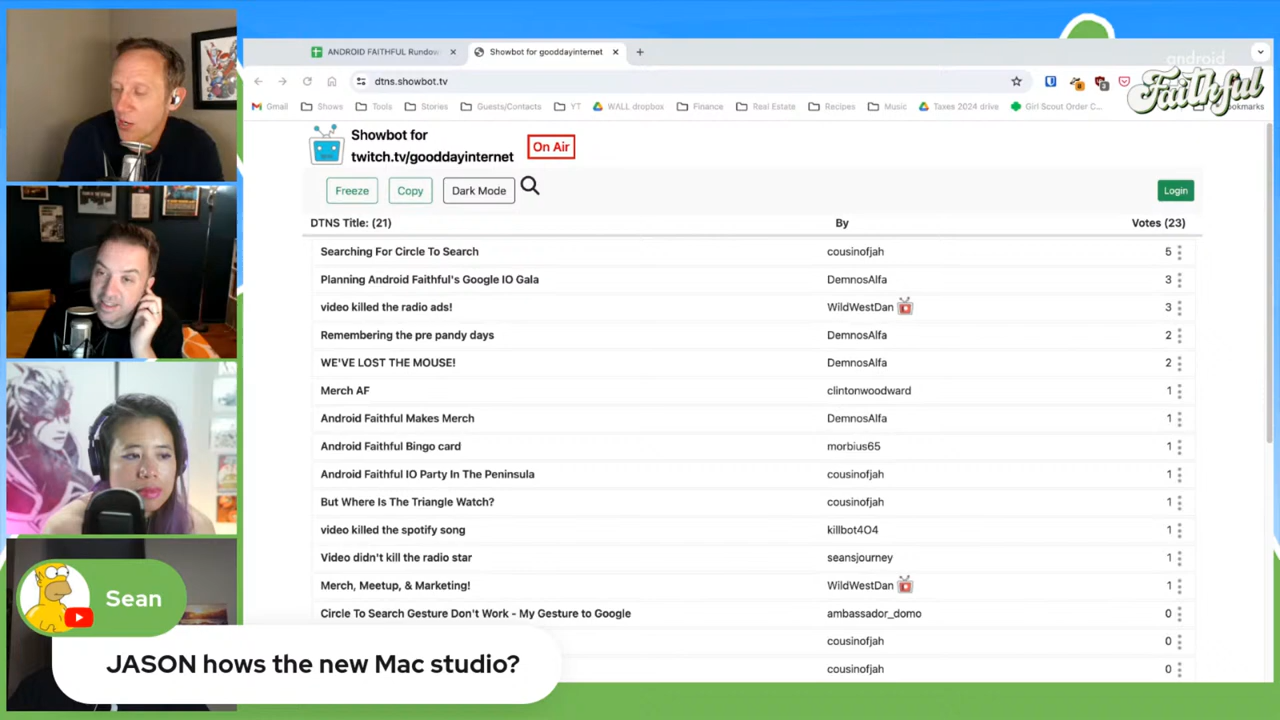 ANDROID FAITHFUL Rundow
Showbot for gooddayinternet
dtns.showbot.tv
android
Faithful
Gmail
Shows
Tools
Stories
Guests/Contacts
YT
WALL dropbox
Finance
Real Estate
Recipes
Music
Taxes 2024 drive
Girl Scout Order C...
okmarks
Showbot for
twitch.tv/gooddayinternet
On Air
Freeze
Copy
Dark Mode
Login
DTNS Title: (21) By Votes (23)
Searching For Circle To Search cousinofjah 5
Planning Android Faithful's Google IO Gala DemnosAlfa 3
video killed the radio ads! WildWestDan 3
Remembering the pre pandy days DemnosAlfa 2
WE'VE LOST THE MOUSE! DemnosAlfa 2
Merch AF clintonwoodward 1
Android Faithful Makes Merch DemnosAlfa 1
Android Faithful Bingo card morbius65 1
Android Faithful IO Party In The Peninsula cousinofjah 1
But Where Is The Triangle Watch? cousinofjah 1
video killed the spotify song killbot4O4 1
Video didn't kill the radio star seansjourney 1
Merch, Meetup, & Marketing! WildWestDan 1
Circle To Search Gesture Don't Work - My Gesture to Google ambassador_domo 0
cousinofjah 0
cousinofjah 0
Sean
JASON hows the new Mac studio?